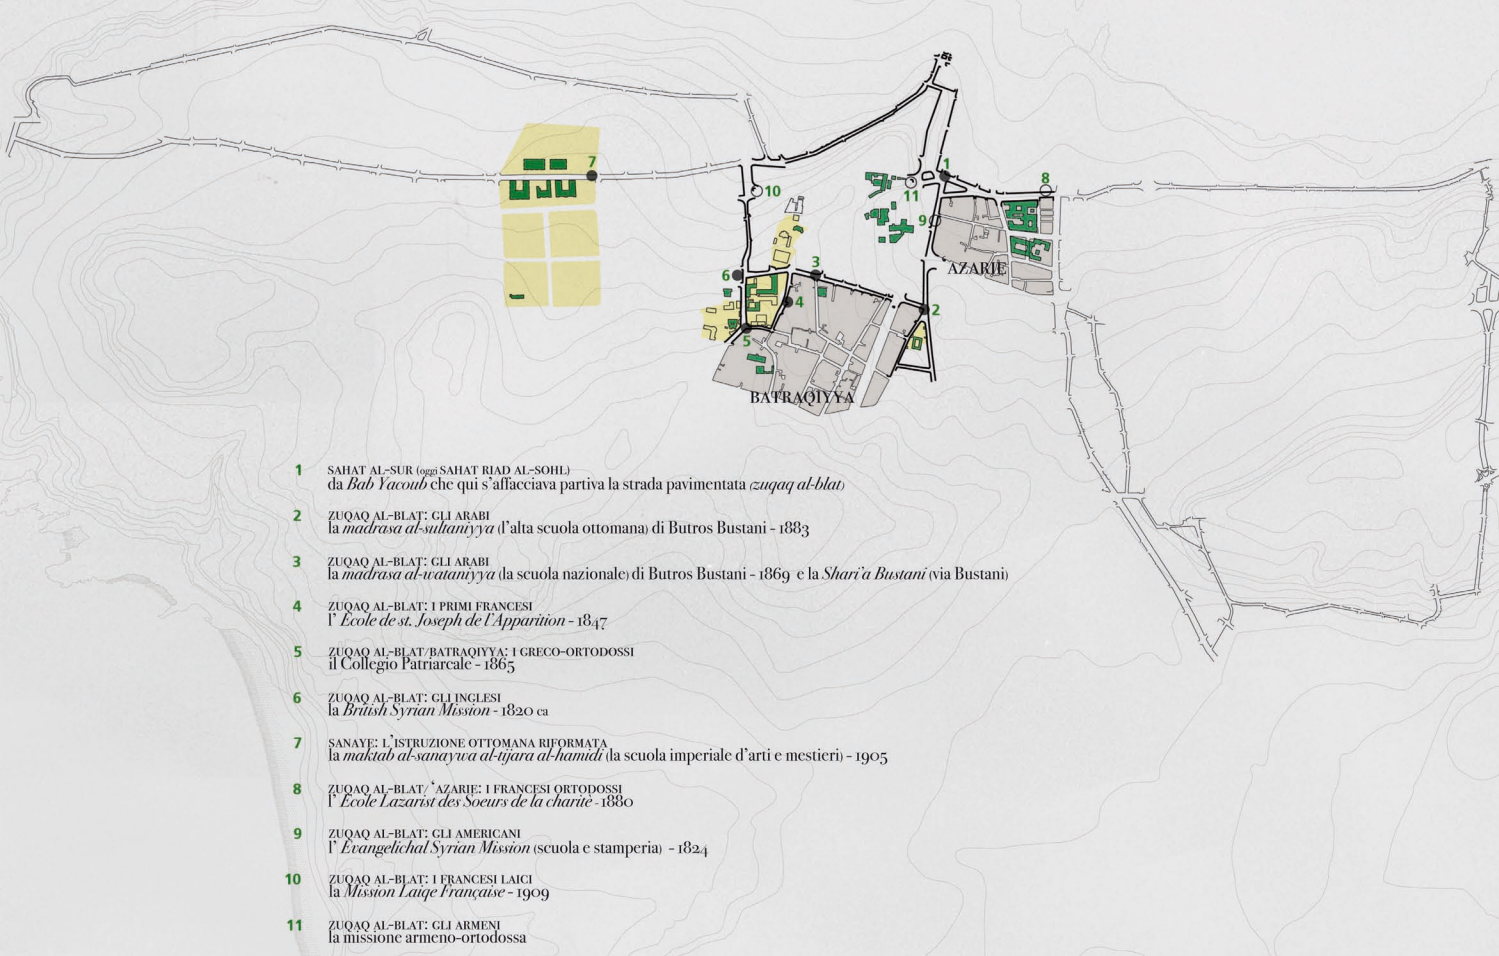 7
1
8
10
11
9
'AZARIE
6
3
4
2
5
BATRAQIYYA
1 SAHAT AL-SUR (oggi SAHAT RIAD AL-SOHL)
da Bab Yacoub che qui s'affacciava partiva la strada pavimentata (zuqaq al-blat)
2 ZUQAQ AL-BLAT: GLI ARABI
la madrasa al-sultaniyya (l'alta scuola ottomana) di Butros Bustani - 1883
3 ZUQAQ AL-BLAT: GLI ARABI
la madrasa al-wataniyya (la scuola nazionale) di Butros Bustani - 1869 e la Shari'a Bustani (via Bustani)
4 ZUQAQ AL-BLAT: I PRIMI FRANCESI
l' Ecole de st. Joseph de l'Apparition - 1847
5 ZUQAQ AL-BLAT/BATRAQIYYA: I GRECO-ORTODOSSI
il Collegio Patriarcale - 1865
6 ZUQAQ AL-BLAT: GLI INGLESI
la British Syrian Mission - 1820 ca
7 SANAYE: L'ISTRUZIONE OTTOMANA RIFORMATA
la maktab al-sanaywa al-tijara al-hamidi (la scuola imperiale d'arti e mestieri) - 1905
8 ZUQAQ AL-BLAT/ 'AZARIE: I FRANCESI ORTODOSSI
l' Ecole Lazarist des Soeurs de la charitè - 1880
9 ZUQAQ AL-BLAT: GLI AMERICANI
l' Evangelichal Syrian Mission (scuola e stamperia) - 1824
10 ZUQAQ AL-BLAT: I FRANCESI LAICI
la Mission Laiqe Française - 1909
11 ZUQAQ AL-BLAT: GLI ARMENI
la missione armeno-ortodossa